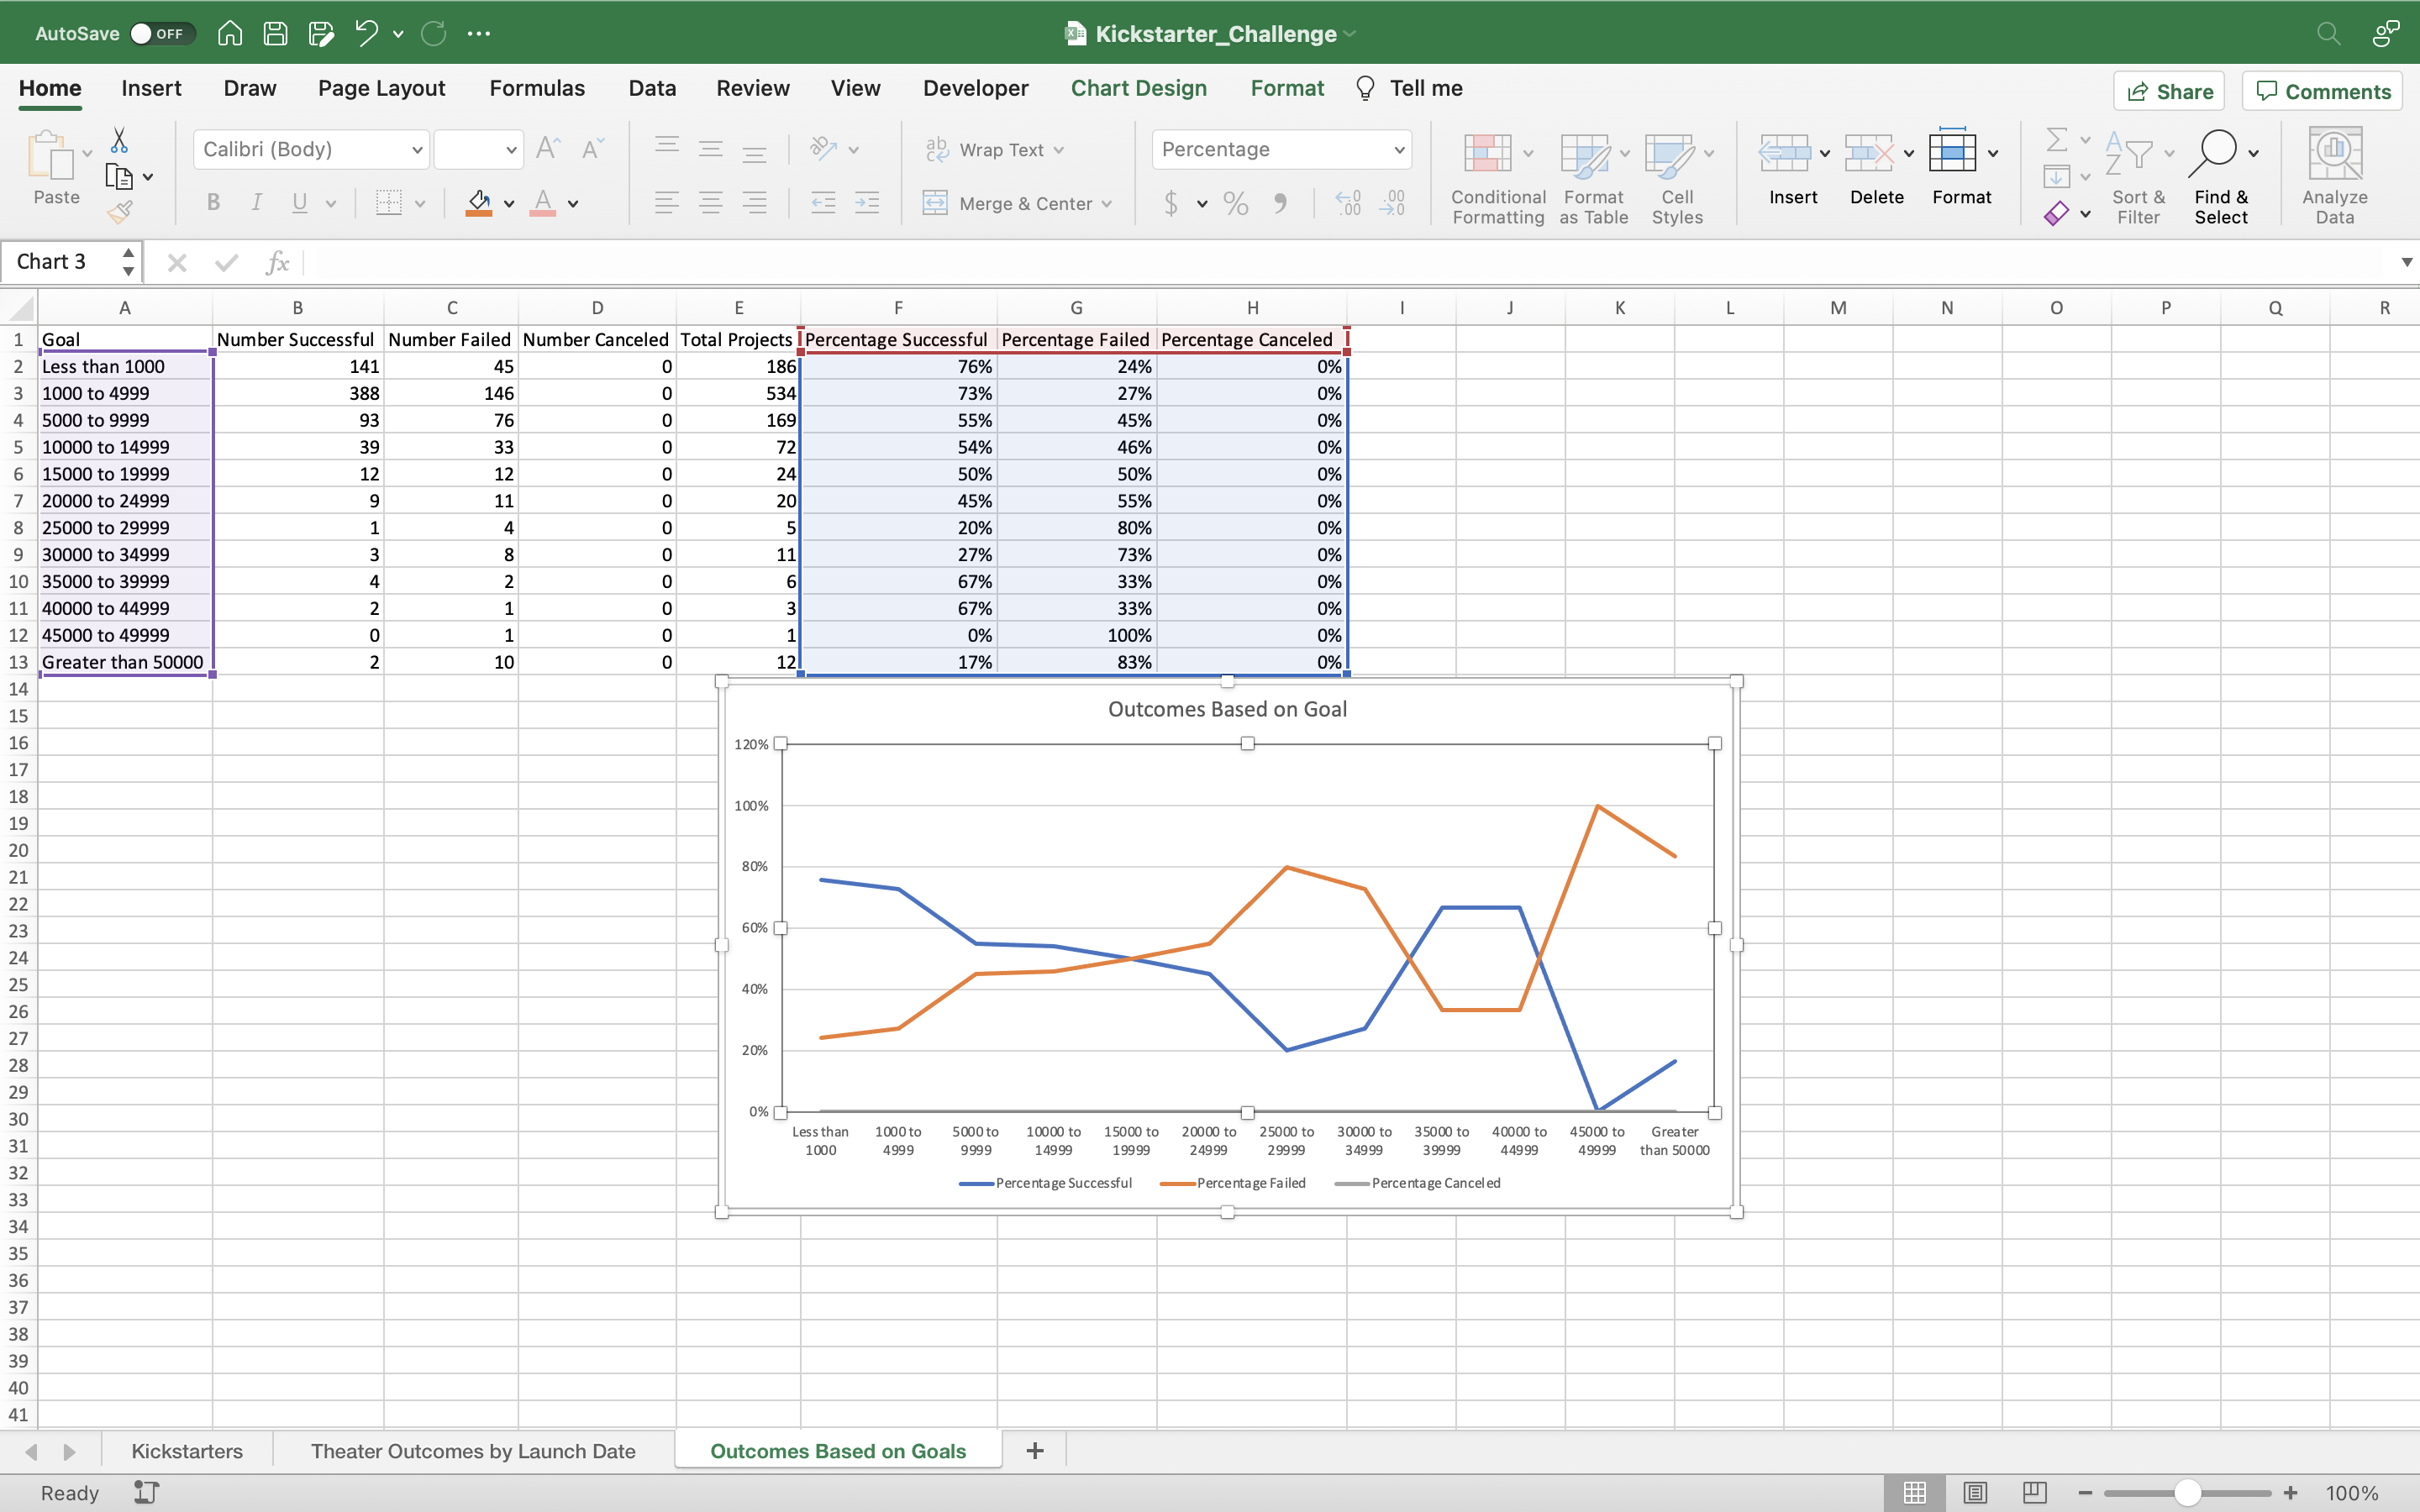 AutoSave OFF Kickstarter_Challenge
Home Insert Draw Page Layout Formulas Data Review View Developer Chart Design Format Tell me Share Comments
Paste Calibri (Body) Wrap Text Percentage
B I U A Merge & Center $ % Conditional Formatting Format as Table Cell Styles Insert Delete Format Sort & Filter Find & Select Analyze Data
Chart 3 fx
A B C D E F G H I J K L M N O P Q R
1 Goal Number Successful Number Failed Number Canceled Total Projects Percentage Successful Percentage Failed Percentage Canceled
2 Less than 1000 141 45 0 186 76% 24% 0%
3 1000 to 4999 388 146 0 534 73% 27% 0%
4 5000 to 9999 93 76 0 169 55% 45% 0%
5 10000 to 14999 39 33 0 72 54% 46% 0%
6 15000 to 19999 12 12 0 24 50% 50% 0%
7 20000 to 24999 9 11 0 20 45% 55% 0%
8 25000 to 29999 1 4 0 5 20% 80% 0%
9 30000 to 34999 3 8 0 11 27% 73% 0%
10 35000 to 39999 4 2 0 6 67% 33% 0%
11 40000 to 44999 2 1 0 3 67% 33% 0%
12 45000 to 49999 0 1 0 1 0% 100% 0%
13 Greater than 50000 2 10 0 12 17% 83% 0%
14
15
16
17
18
19
20
21
22
23
24
25
26
27
28
29
30
31
32
33
34
35
36
37
38
39
40
41
Outcomes Based on Goal
120%
100%
80%
60%
40%
20%
0%
Less than 1000 1000 to 4999 5000 to 9999 10000 to 14999 15000 to 19999 20000 to 24999 25000 to 29999 30000 to 34999 35000 to 39999 40000 to 44999 45000 to 49999 Greater than 50000
Percentage Successful Percentage Failed Percentage Canceled
Kickstarters Theater Outcomes by Launch Date Outcomes Based on Goals +
Ready 100%